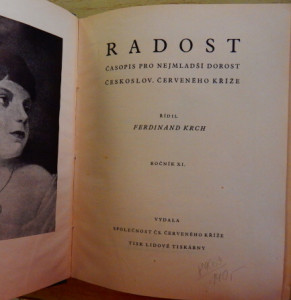 RADOST
ČASOPIS PRO NEJMLADŠÍ DOROST
ČESKOSLOV. ČERVENÉHO KŘÍŽE
ŘÍDIL
FERDINAND KRCH
ROČNÍK XI.
VYDALA
SPOLEČNOST ČS. ČERVENÉHO KŘÍŽE
TISK LIDOVÉ TISKÁRNY